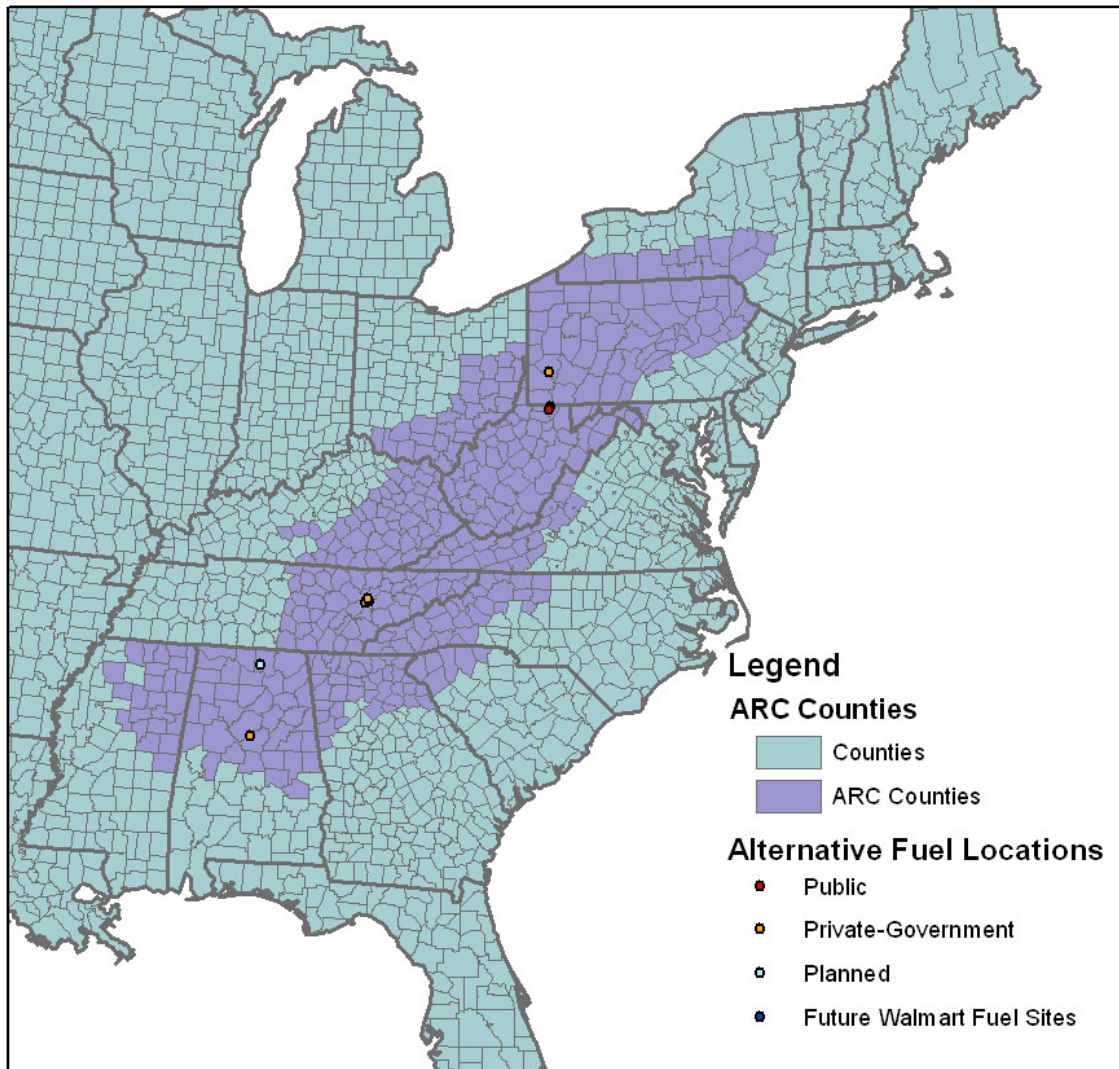 Legend
ARC Counties
Counties
ARC Counties
Alternative Fuel Locations
Public
Private-Government
Planned
Future Walmart Fuel Sites